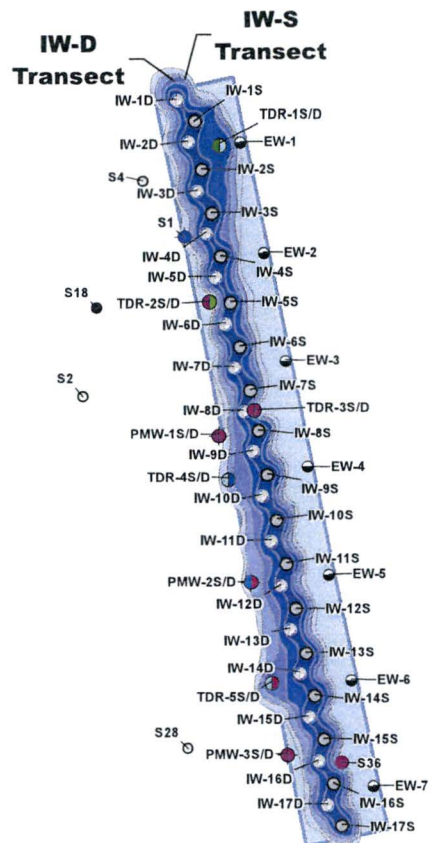 IW-S
Transect
IW-D
Transect
IW-1D
IW-1S
TDR-1S/D
IW-2D
EW-1
IW-2S
S4
IW-3D
IW-3S
S1
EW-2
IW-4D
IW-4S
IW-5D
S18
TDR-2S/D
IW-5S
IW-6D
IW-6S
EW-3
IW-7D
S2
IW-7S
IW-8D
TDR-3S/D
PMW-1S/D
IW-8S
IW-9D
EW-4
TDR-4S/D
IW-9S
IW-10D
IW-10S
IW-11D
IW-11S
EW-5
PMW-2S/D
IW-12D
IW-12S
IW-13D
IW-13S
IW-14D
EW-6
TDR-5S/D
IW-14S
IW-15D
S28
IW-15S
PMW-3S/D
S36
IW-16D
EW-7
IW-16S
IW-17D
IW-17S